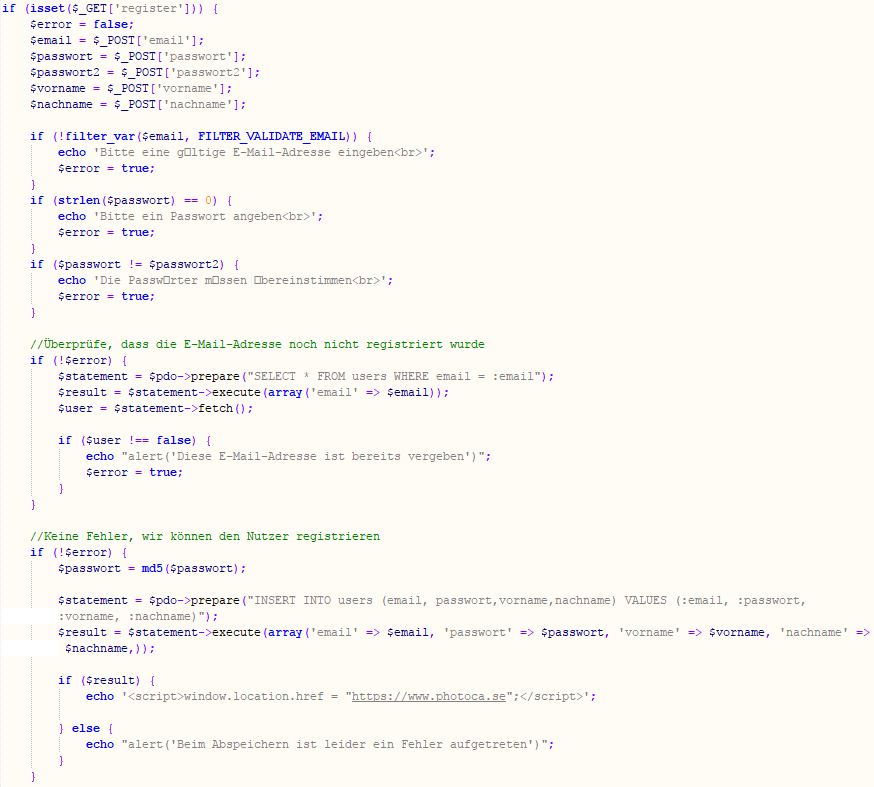 if (isset($_GET['register'])) {
$error = false;
$email = $_POST['email'];
$passwort = $_POST['passwort'];
$passwort2 = $_POST['passwort2'];
$vorname = $_POST['vorname'];
$nachname = $_POST['nachname'];
if (!filter_var($email, FILTER_VALIDATE_EMAIL)) {
echo 'Bitte eine g□ltige E-Mail-Adresse eingeben<br>';
$error = true;
}
if (strlen($passwort) == 0) {
echo 'Bitte ein Passwort angeben<br>';
$error = true;
}
if ($passwort != $passwort2) {
echo 'Die Passw□rter m□ssen □bereinstimmen<br>';
$error = true;
}
//Überprüfe, dass die E-Mail-Adresse noch nicht registriert wurde
if (!$error) {
$statement = $pdo->prepare("SELECT * FROM users WHERE email = :email");
$result = $statement->execute(array('email' => $email));
$user = $statement->fetch();
if ($user !== false) {
echo "alert('Diese E-Mail-Adresse ist bereits vergeben')";
$error = true;
}
}
//Keine Fehler, wir können den Nutzer registrieren
if (!$error) {
$passwort = md5($passwort);
$statement = $pdo->prepare("INSERT INTO users (email, passwort,vorname,nachname) VALUES (:email, :passwort,
:vorname, :nachname)");
$result = $statement->execute(array('email' => $email, 'passwort' => $passwort, 'vorname' => $vorname, 'nachname' =>
$nachname,));
if ($result) {
echo '<script>window.location.href = "https://www.photoca.se";</script>';
} else {
echo "alert('Beim Abspeichern ist leider ein Fehler aufgetreten')";
}
}